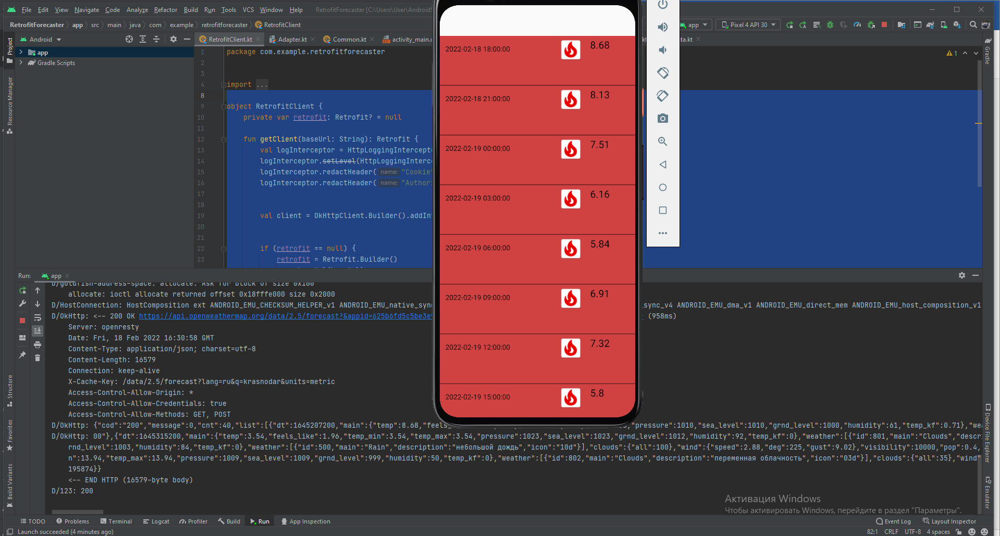 File Edit View Navigate Code Analyze Refactor Build Run Tools VCS Window Help RetrofitForecaster [C:\Users\User\AndroidS
RetrofitForecaster app src main java com example retrofitforecaster RetrofitClient
app Pixel 4 API 30
Android
RetrofitClient.kt Adapter.kt Common.kt activity_main.x ta.kt
Project
app
Gradle Scripts
Resource Manager
Structure
Favorites
Build Variants
Gradle
Device File Explorer
Emulator
1
1 package com.example.retrofitforecaster
2
3
4 import ...
8
9 object RetrofitClient {
10 private var retrofit: Retrofit? = null
11
12 fun getClient(baseUrl: String): Retrofit {
13 val logInterceptor = HttpLoggingIntercepto
14 logInterceptor.setLevel(HttpLoggingInterc
15 logInterceptor.redactHeader( name: "Cookie"
16 logInterceptor.redactHeader( name: "Authori
17
18
19 val client = OkHttpClient.Builder().addInt
20
21
22 if (retrofit == null) {
23 retrofit = Retrofit.Builder()
2022-02-18 18:00:00 8.68
2022-02-18 21:00:00 8.13
2022-02-19 00:00:00 7.51
2022-02-19 03:00:00 6.16
2022-02-19 06:00:00 5.84
2022-02-19 09:00:00 6.91
2022-02-19 12:00:00 7.32
2022-02-19 15:00:00 5.8
Run: app
D/goldfish-address-space: allocate: Ask for block of size 0x100
allocate: ioctl allocate returned offset 0x18fffe000 size 0x2000
D/HostConnection: HostComposition ext ANDROID_EMU_CHECKSUM_HELPER_v1 ANDROID_EMU_native_sync _sync_v4 ANDROID_EMU_dma_v1 ANDROID_EMU_direct_mem ANDROID_EMU_host_composition_v1
D/OkHttp: <-- 200 OK https://api.openweathermap.org/data/2.5/forecast?&appid=625b6fd5c5be3e9 (958ms)
Server: openresty
Date: Fri, 18 Feb 2022 16:30:58 GMT
Content-Type: application/json; charset=utf-8
Content-Length: 16579
Connection: keep-alive
X-Cache-Key: /data/2.5/forecast?lang=ru&q=krasnodar&units=metric
Access-Control-Allow-Origin: *
Access-Control-Allow-Credentials: true
Access-Control-Allow-Methods: GET, POST
D/OkHttp: {"cod":"200","message":0,"cnt":40,"list":[{"dt":1645207200,"main":{"temp":8.68,"feels_ "pressure":1010,"sea_level":1010,"grnd_level":1000,"humidity":61,"temp_kf":0.71},"wea
D/OkHttp: 00"},{"dt":1645315200,"main":{"temp":3.54,"feels_like":1.96,"temp_min":3.54,"temp_max":3.54,"pressure":1023,"sea_level":1023,"grnd_level":1012,"humidity":92,"temp_kf":0},"weather":[{"id":801,"main":"Clouds","desc
rnd_level":1003,"humidity":84,"temp_kf":0},"weather":[{"id":500,"main":"Rain","description":"небольшой дождь","icon":"10d"}],"clouds":{"all":100},"wind":{"speed":2.88,"deg":225,"gust":9.02},"visibility":10000,"pop":0.4,
n":13.94,"temp_max":13.94,"pressure":1009,"sea_level":1009,"grnd_level":999,"humidity":50,"temp_kf":0},"weather":[{"id":802,"main":"Clouds","description":"переменная облачность","icon":"03d"}],"clouds":{"all":35},"wind"
195874}}
<-- END HTTP (16579-byte body)
D/123: 200
Активация Windows
Чтобы активировать Windows, перейдите в раздел "Параметры".
TODO Problems Terminal Logcat Profiler Build Run App Inspection Event Log Layout Inspector
Launch succeeded (4 minutes ago) 82:1 CRLF UTF-8 4 spaces